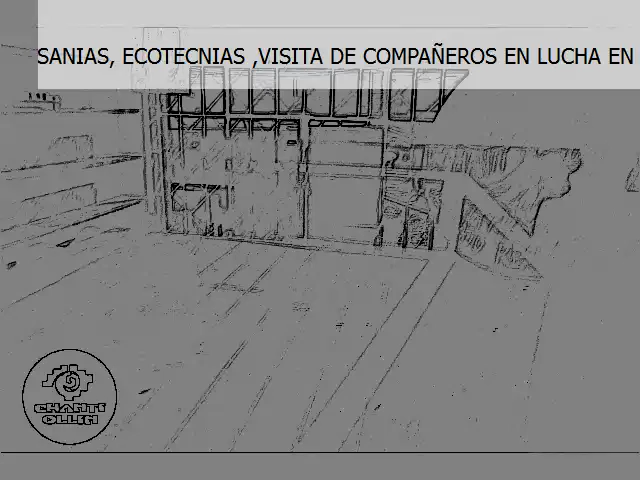 SANIAS, ECOTECNIAS ,VISITA DE COMPAÑEROS EN LUCHA EN
CHANTI
OLLIN